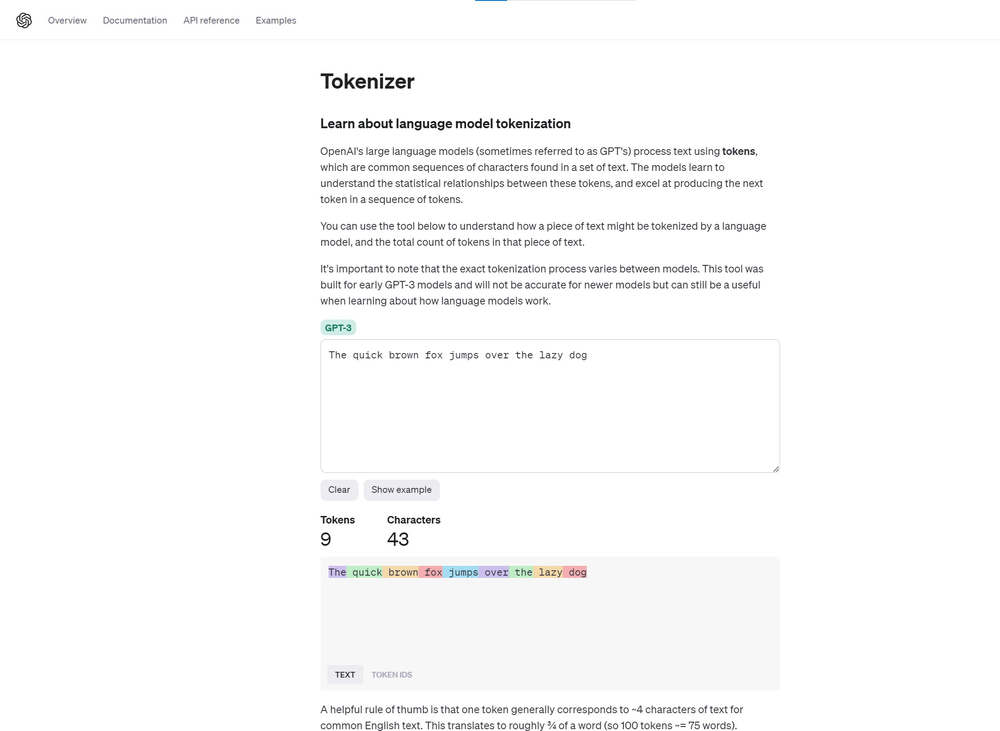 Overview Documentation API reference Examples
Tokenizer
Learn about language model tokenization
OpenAI's large language models (sometimes referred to as GPT's) process text using tokens,
which are common sequences of characters found in a set of text. The models learn to
understand the statistical relationships between these tokens, and excel at producing the next
token in a sequence of tokens.
You can use the tool below to understand how a piece of text might be tokenized by a language
model, and the total count of tokens in that piece of text.
It's important to note that the exact tokenization process varies between models. This tool was
built for early GPT-3 models and will not be accurate for newer models but can still be a useful
when learning about how language models work.
GPT-3
The quick brown fox jumps over the lazy dog
Clear Show example
Tokens Characters
9 43
The quick brown fox jumps over the lazy dog
TEXT TOKEN IDS
A helpful rule of thumb is that one token generally corresponds to ~4 characters of text for
common English text. This translates to roughly ¾ of a word (so 100 tokens ~= 75 words).